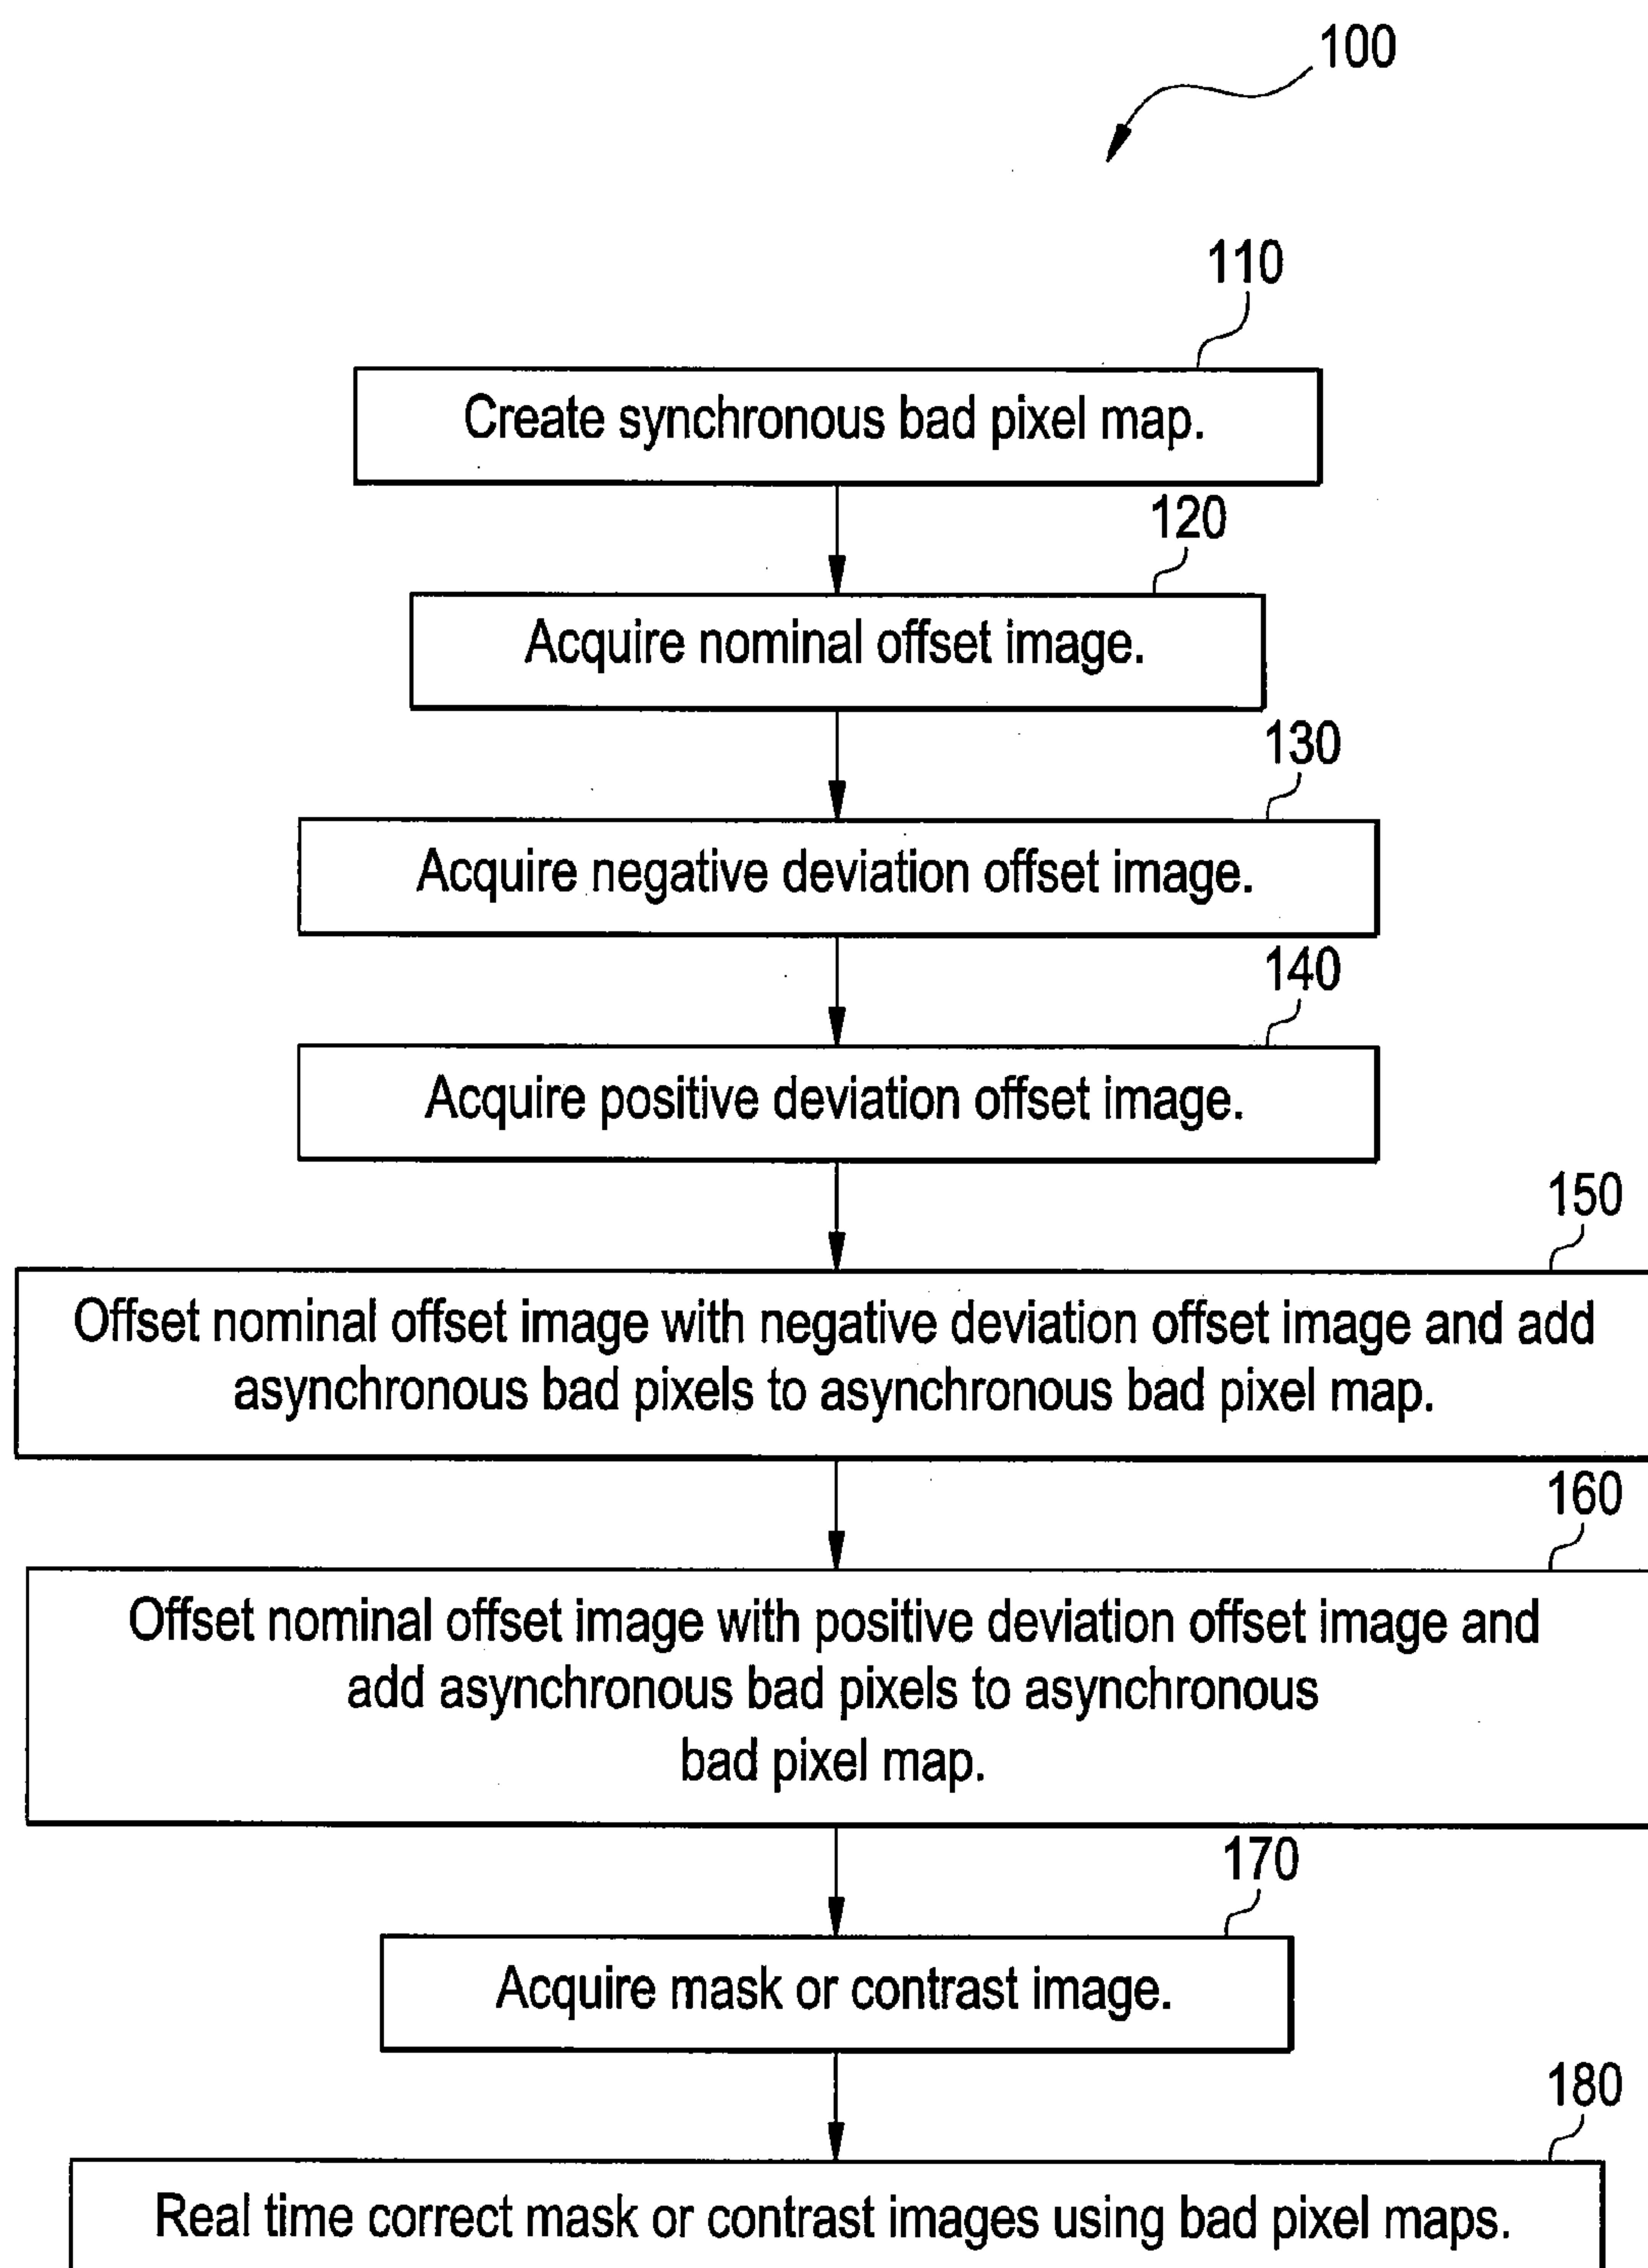 100
110
Create synchronous bad pixel map.
120
Acquire nominal offset image.
130
Acquire negative deviation offset image.
140
Acquire positive deviation offset image.
150
Offset nominal offset image with negative deviation offset image and add
asynchronous bad pixels to asynchronous bad pixel map.
160
Offset nominal offset image with positive deviation offset image and
add asynchronous bad pixels to asynchronous
bad pixel map.
170
Acquire mask or contrast image.
180
Real time correct mask or contrast images using bad pixel maps.